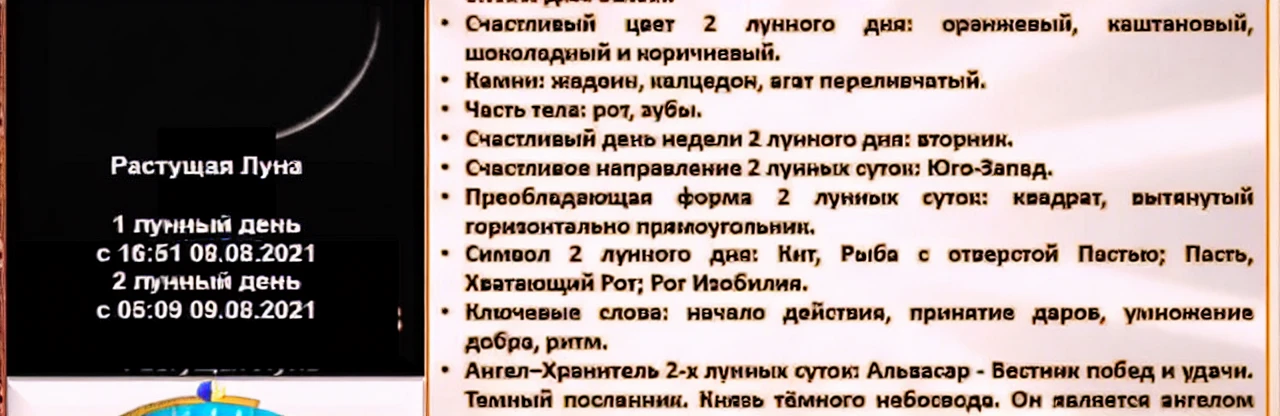 Растущая Луна
1 лунный день
с 16:51 08.08.2021
2 лунный день
с 05:09 09.08.2021
• Счастливый цвет 2 лунного дня: оранжевый, каштановый,
шоколадный и коричневый.
• Камни: жадеит, халцедон, агат переливчатый.
• Часть тела: рот, зубы.
• Счастливый день недели 2 лунного дня: вторник.
• Счастливое направление 2 лунных суток: Юго-Запад.
• Преобладающая форма 2 лунных суток: квадрат, вытянутый
горизонтально прямоугольник.
• Символ 2 лунного дня: Кит, Рыба с отверстой Пастью; Пасть,
Хватающий Рот; Рог Изобилия.
• Ключевые слова: начало действия, принятие даров, умножение
добра, ритм.
• Ангел–Хранитель 2-х лунных суток: Альвасар - Вестник побед и удачи.
Темный посланник. Князь тёмного небосвода. Он является ангелом